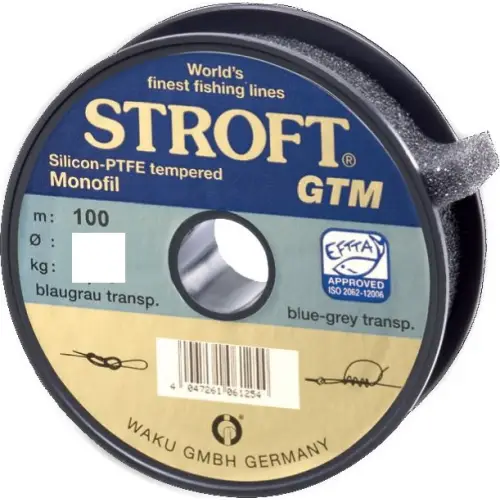 World's
finest fishing lines
STROFT®
GTM
Silicon-PTFE tempered
Monofil
m: 100
Ø :
kg:
blaugrau transp.
EFTTA
APPROVED
ISO 2062-12006
blue-grey transp.
4 047261 061254
WAKU GMBH GERMANY